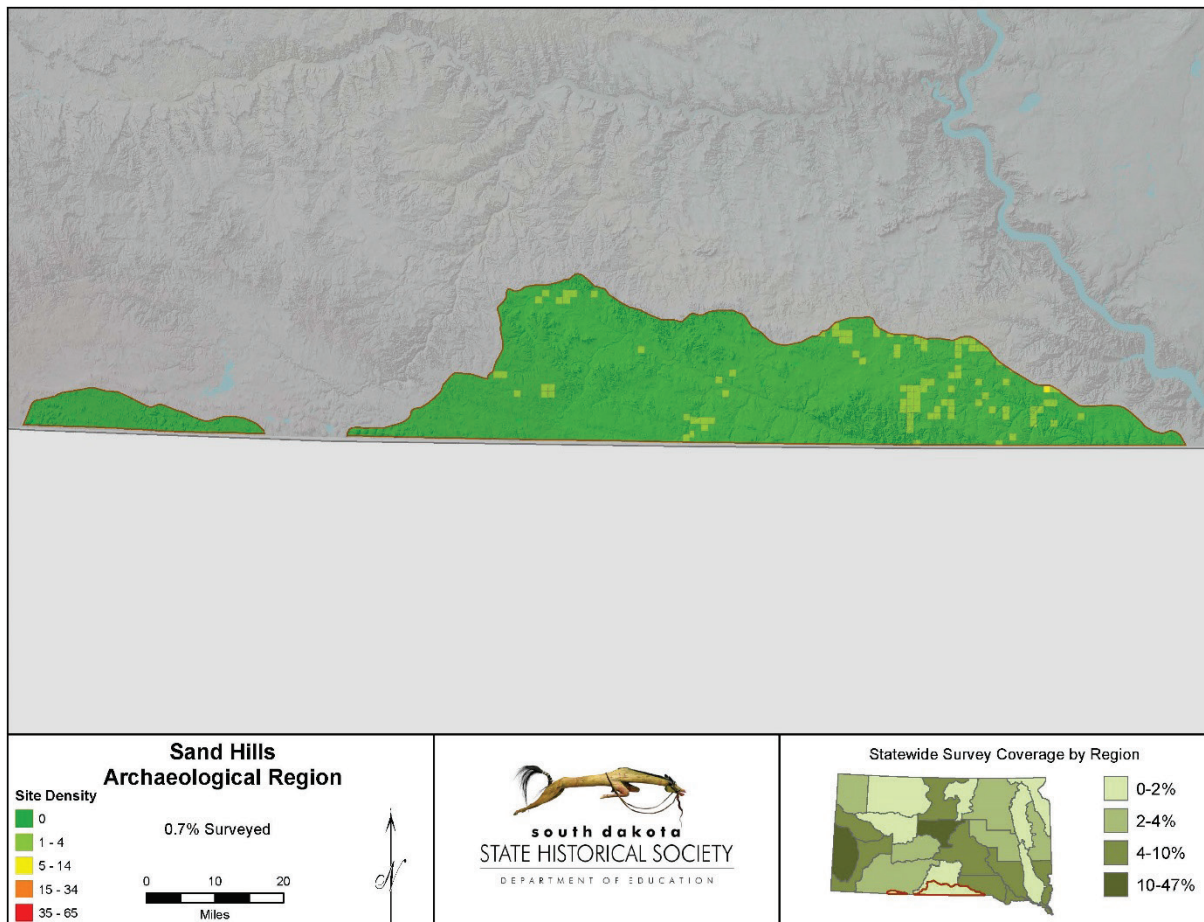 Sand Hills
Archaeological Region
Site Density
0
1 - 4
5 - 14
15 - 34
35 - 65
0.7% Surveyed
0 10 20
Miles
N
south dakota
STATE HISTORICAL SOCIETY
DEPARTMENT OF EDUCATION
Statewide Survey Coverage by Region
0-2%
2-4%
4-10%
10-47%